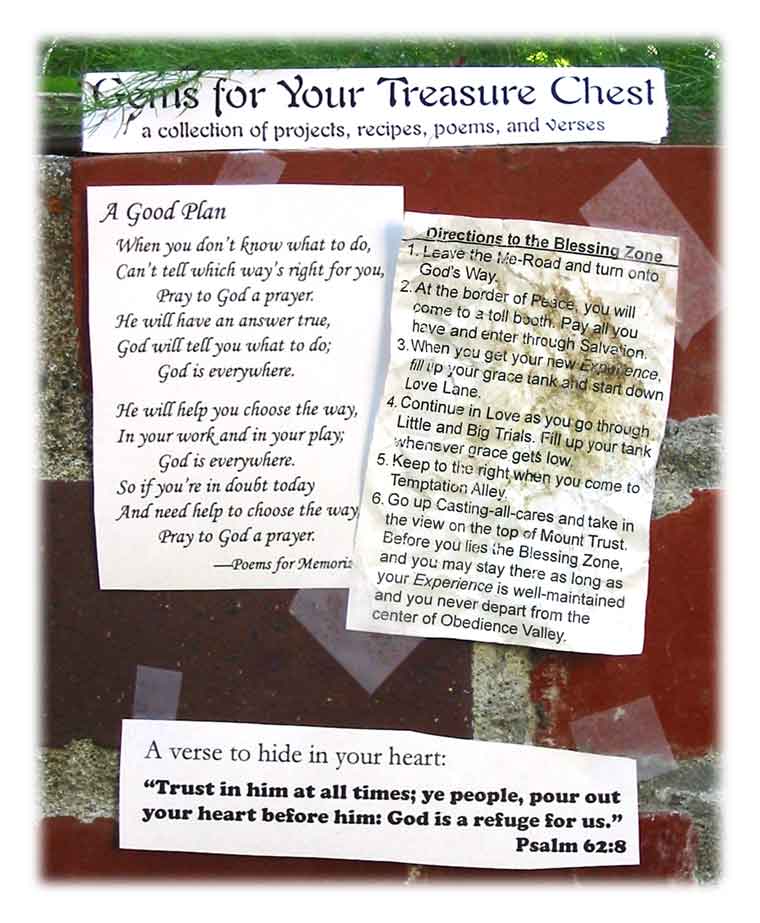 Gems for Your Treasure Chest
a collection of projects, recipes, poems, and verses
A Good Plan
When you don't know what to do,
Can't tell which way's right for you,
Pray to God a prayer.
He will have an answer true,
God will tell you what to do;
God is everywhere.
He will help you choose the way,
In your work and in your play;
God is everywhere.
So if you're in doubt today
And need help to choose the way
Pray to God a prayer.
—Poems for
Directions to the Blessing Zone
1. Leave the Me-Road and turn onto
God's Way.
2. At the border of Peace, you will
come to a toll booth. Pay all you
have and enter through Salvation.
3. When you get your new Experience,
fill up your grace tank and start down
Love Lane.
4. Continue in Love as you go through
Little and Big Trials. Fill up your tank
whenever grace gets low.
5. Keep to the right when you come to
Temptation Alley.
6. Go up Casting-all-cares and take in
the view on the top of Mount Trust.
Before you lies the Blessing Zone,
and you may stay there as long as
your Experience is well-maintained
and you never depart from the
center of Obedience Valley.
A verse to hide in your heart:
“Trust in him at all times; ye people, pour out
your heart before him: God is a refuge for us.”
Psalm 62:8